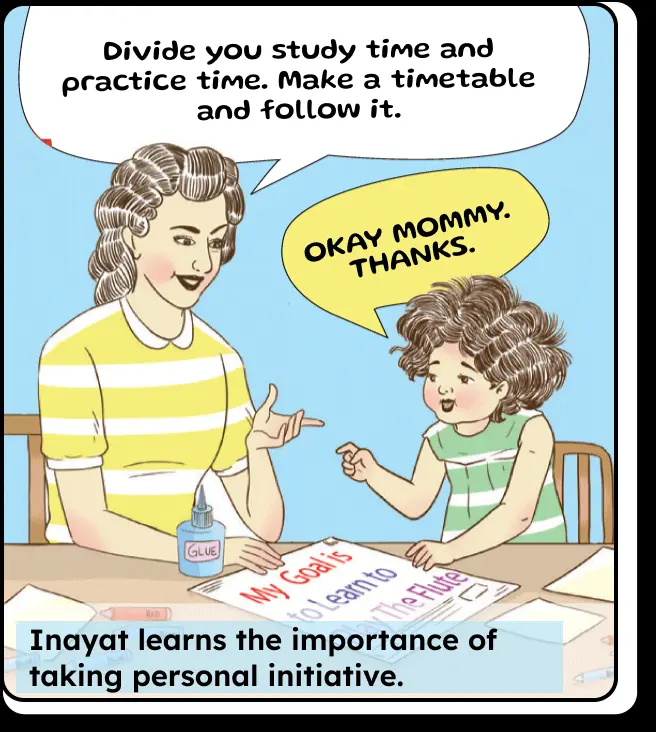 Divide you study time and
practice time. Make a timetable
and follow it.
OKAY MOMMY.
THANKS.
GLUE
My Goal is
to Learn to
Play The Flute
RED
Inayat learns the importance of
taking personal initiative.